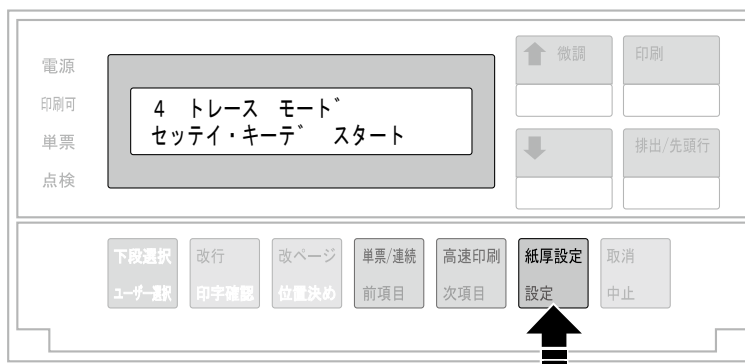 電源
印刷可
単票
点検
4 トレース モード
セッテイ・キーデ スタート
微調
印刷
排出/先頭行
下段選択
改行
改ページ
単票/連続
高速印刷
紙厚設定
取消
ユーザー選択
印字確認
位置決め
前項目
次項目
設定
中止